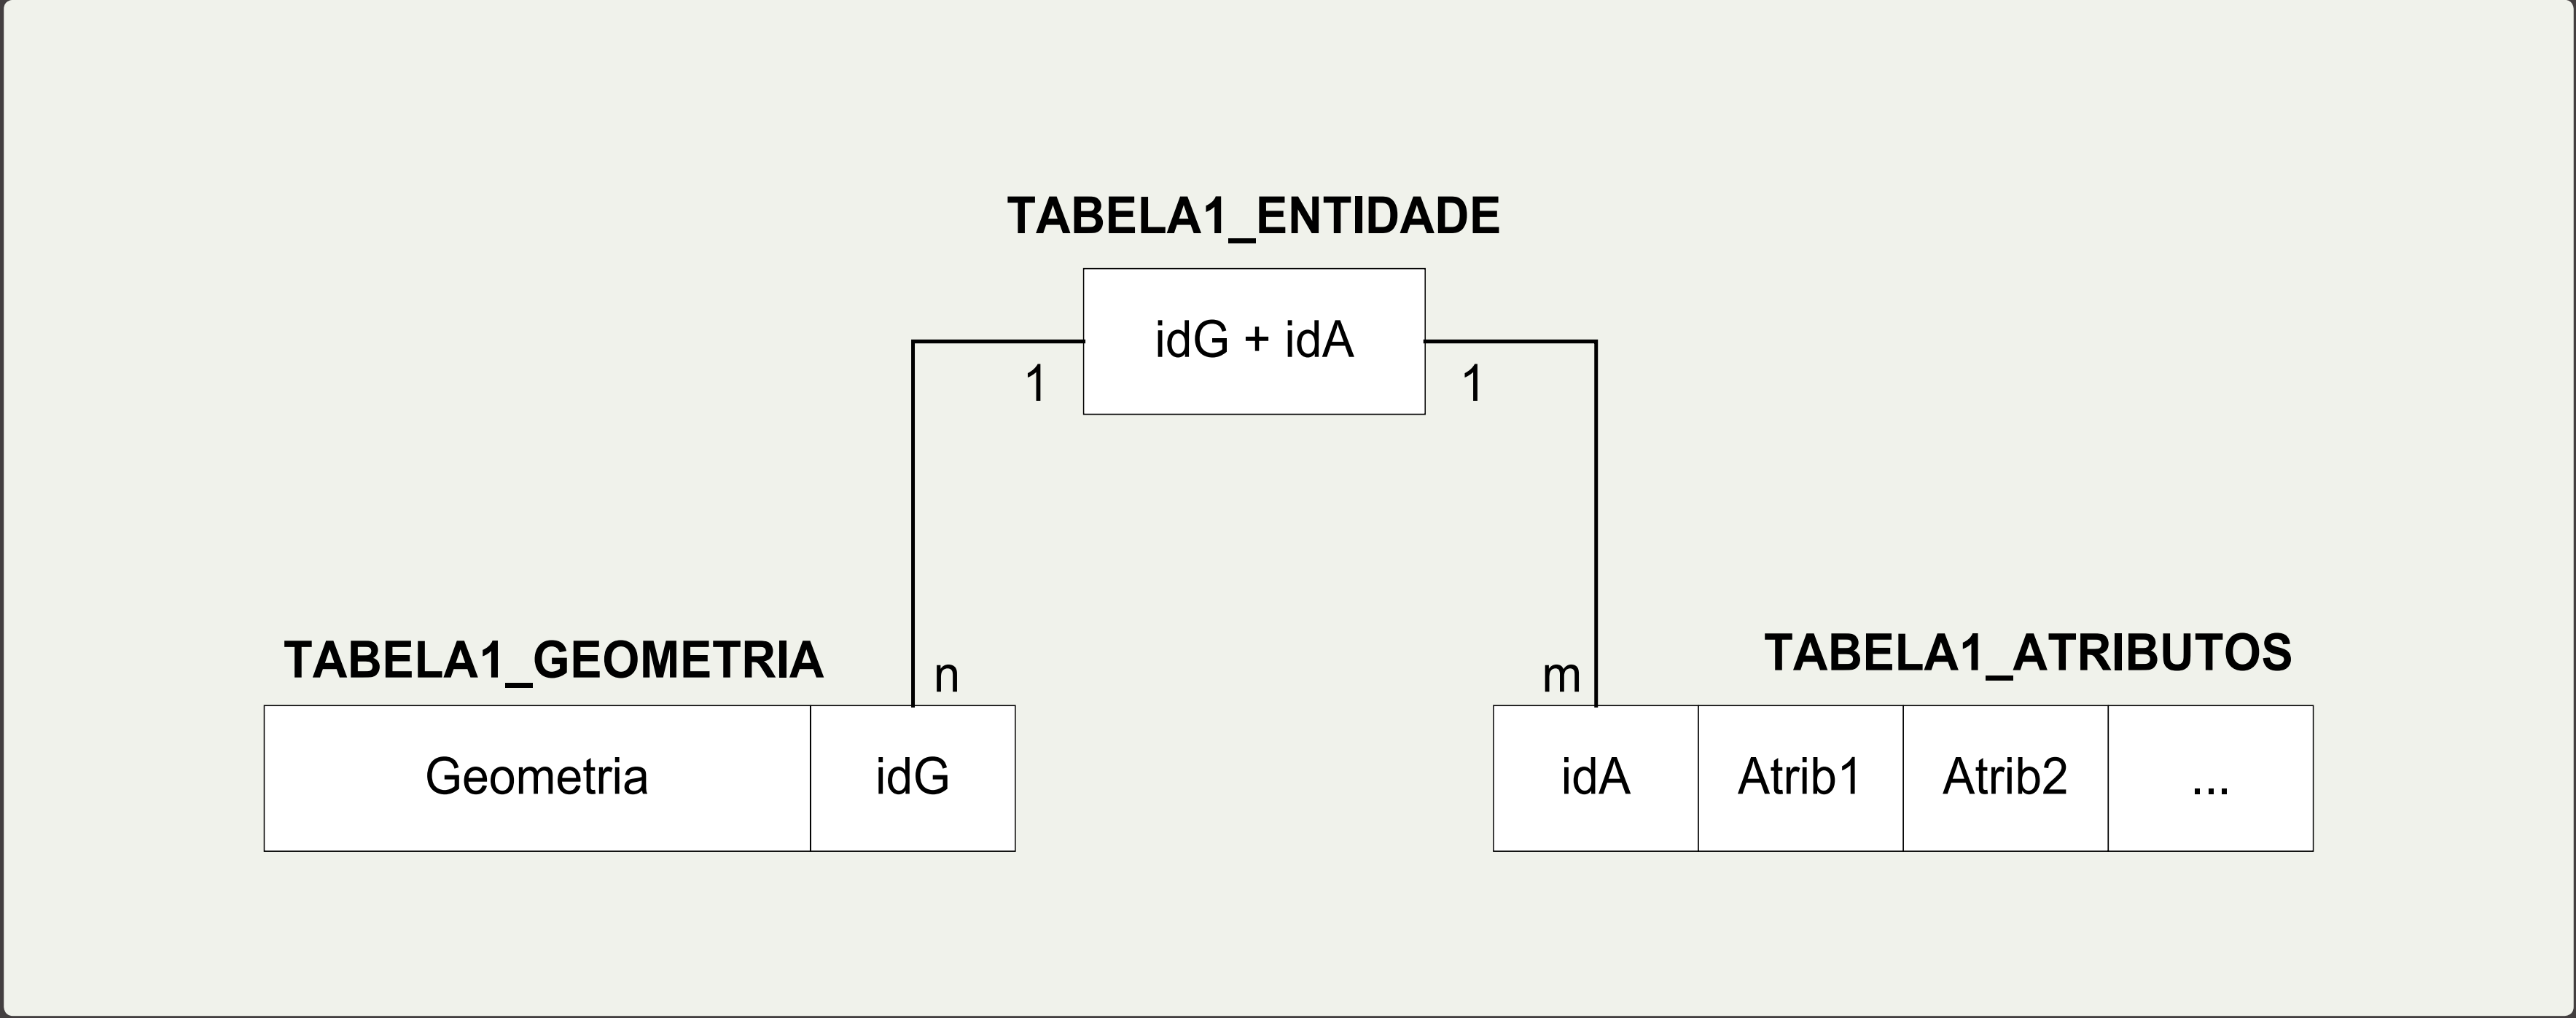 TABELA1_ENTIDADE
idG + idA
1
1
TABELA1_GEOMETRIA
n
m
TABELA1_ATRIBUTOS
Geometria
idG
idA
Atrib1
Atrib2
...